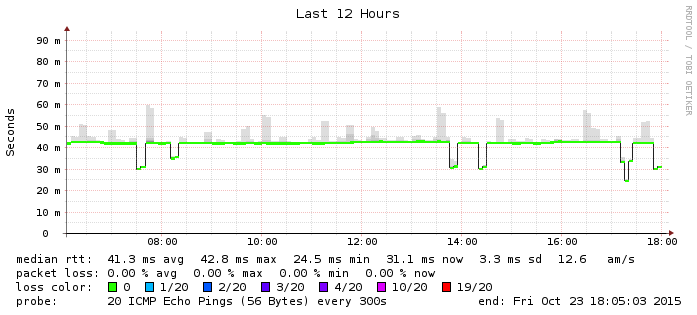 Last 12 Hours
RRDTOOL / TOBI OETIKER
Seconds
90 m
80 m
70 m
60 m
50 m
40 m
30 m
20 m
10 m
0
08:00 10:00 12:00 14:00 16:00 18:00
median rtt: 41.3 ms avg 42.8 ms max 24.5 ms min 31.1 ms now 3.3 ms sd 12.6 am/s
packet loss: 0.00 % avg 0.00 % max 0.00 % min 0.00 % now
loss color: 0 1/20 2/20 3/20 4/20 10/20 19/20
probe: 20 ICMP Echo Pings (56 Bytes) every 300s end: Fri Oct 23 18:05:03 2015